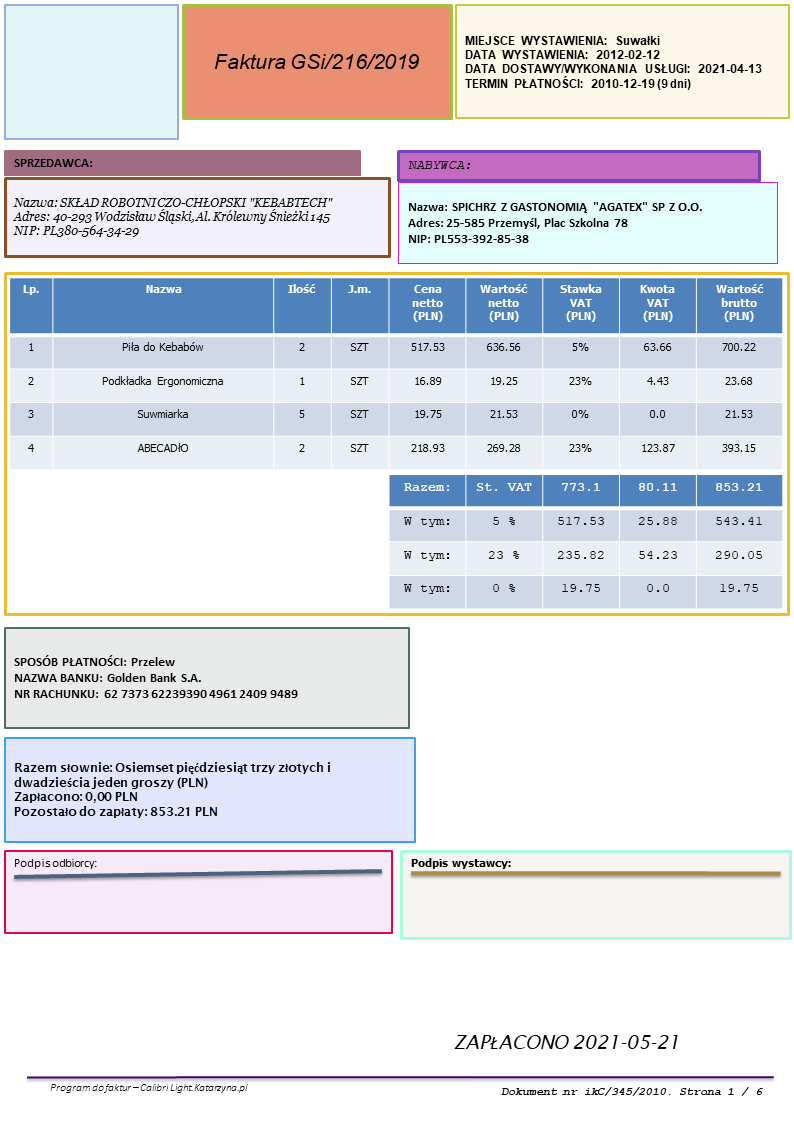 Faktura GSi/216/2019
MIEJSCE WYSTAWIENIA: Suwałki
DATA WYSTAWIENIA: 2012-02-12
DATA DOSTAWY/WYKONANIA USŁUGI: 2021-04-13
TERMIN PŁATNOŚCI: 2010-12-19 (9 dni)
SPRZEDAWCA:
Nazwa: SKŁAD ROBOTNICZO-CHŁOPSKI "KEBABTECH"
Adres: 40-293 Wodzisław Śląski, Al. Królewny Śnieżki 145
NIP: PL380-564-34-29
NABYWCA:
Nazwa: SPICHRZ Z GASTONOMIĄ "AGATEX" SP Z O.O.
Adres: 25-585 Przemyśl, Plac Szkolna 78
NIP: PL553-392-85-38
Lp. Nazwa Ilość J.m. Cena netto (PLN) Wartość netto (PLN) Stawka VAT (PLN) Kwota VAT (PLN) Wartość brutto (PLN)
1 Piła do Kebabów 2 SZT 517.53 636.56 5% 63.66 700.22
2 Podkładka Ergonomiczna 1 SZT 16.89 19.25 23% 4.43 23.68
3 Suwmiarka 5 SZT 19.75 21.53 0% 0.0 21.53
4 ABECADŁO 2 SZT 218.93 269.28 23% 123.87 393.15
Razem: St. VAT 773.1 80.11 853.21
W tym: 5 % 517.53 25.88 543.41
W tym: 23 % 235.82 54.23 290.05
W tym: 0 % 19.75 0.0 19.75
SPOSÓB PŁATNOŚCI: Przelew
NAZWA BANKU: Golden Bank S.A.
NR RACHUNKU: 62 7373 62239390 4961 2409 9489
Razem słownie: Osiemset pięćdziesiąt trzy złotych i
dwadzieścia jeden groszy (PLN)
Zapłacono: 0,00 PLN
Pozostało do zapłaty: 853.21 PLN
Podpis odbiorcy:
Podpis wystawcy:
ZAPŁACONO 2021-05-21
Program do faktur – Calibri Light.Katarzyna.pl
Dokument nr ikC/345/2010. Strona 1 / 6